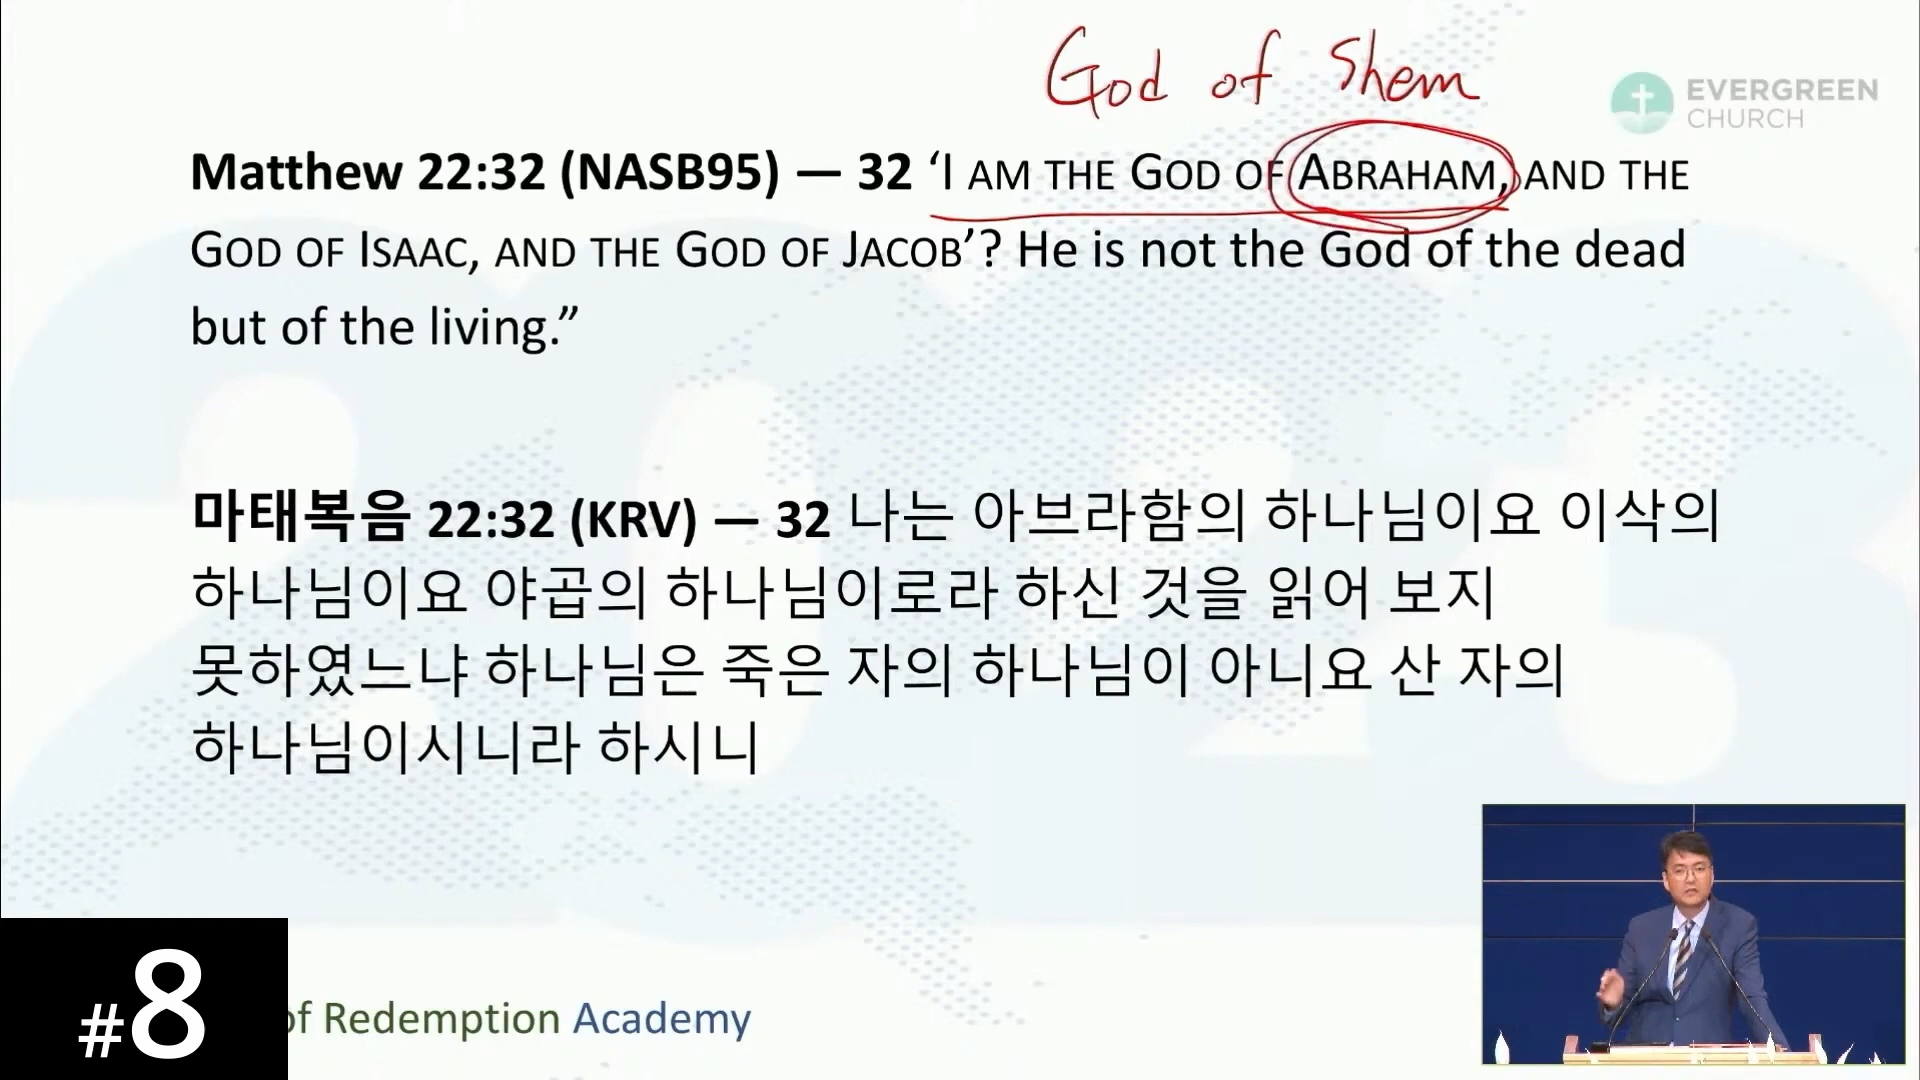 God of Shem
EVERGREEN
CHURCH
Matthew 22:32 (NASB95) — 32 ‘I AM THE GOD OF ABRAHAM, AND THE
GOD OF ISAAC, AND THE GOD OF JACOB’? He is not the God of the dead
but of the living.”
마태복음 22:32 (KRV) — 32 나는 아브라함의 하나님이요 이삭의
하나님이요 야곱의 하나님이로라 하신 것을 읽어 보지
못하였느냐 하나님은 죽은 자의 하나님이 아니요 산 자의
하나님이시니라 하시니
#8
of Redemption Academy